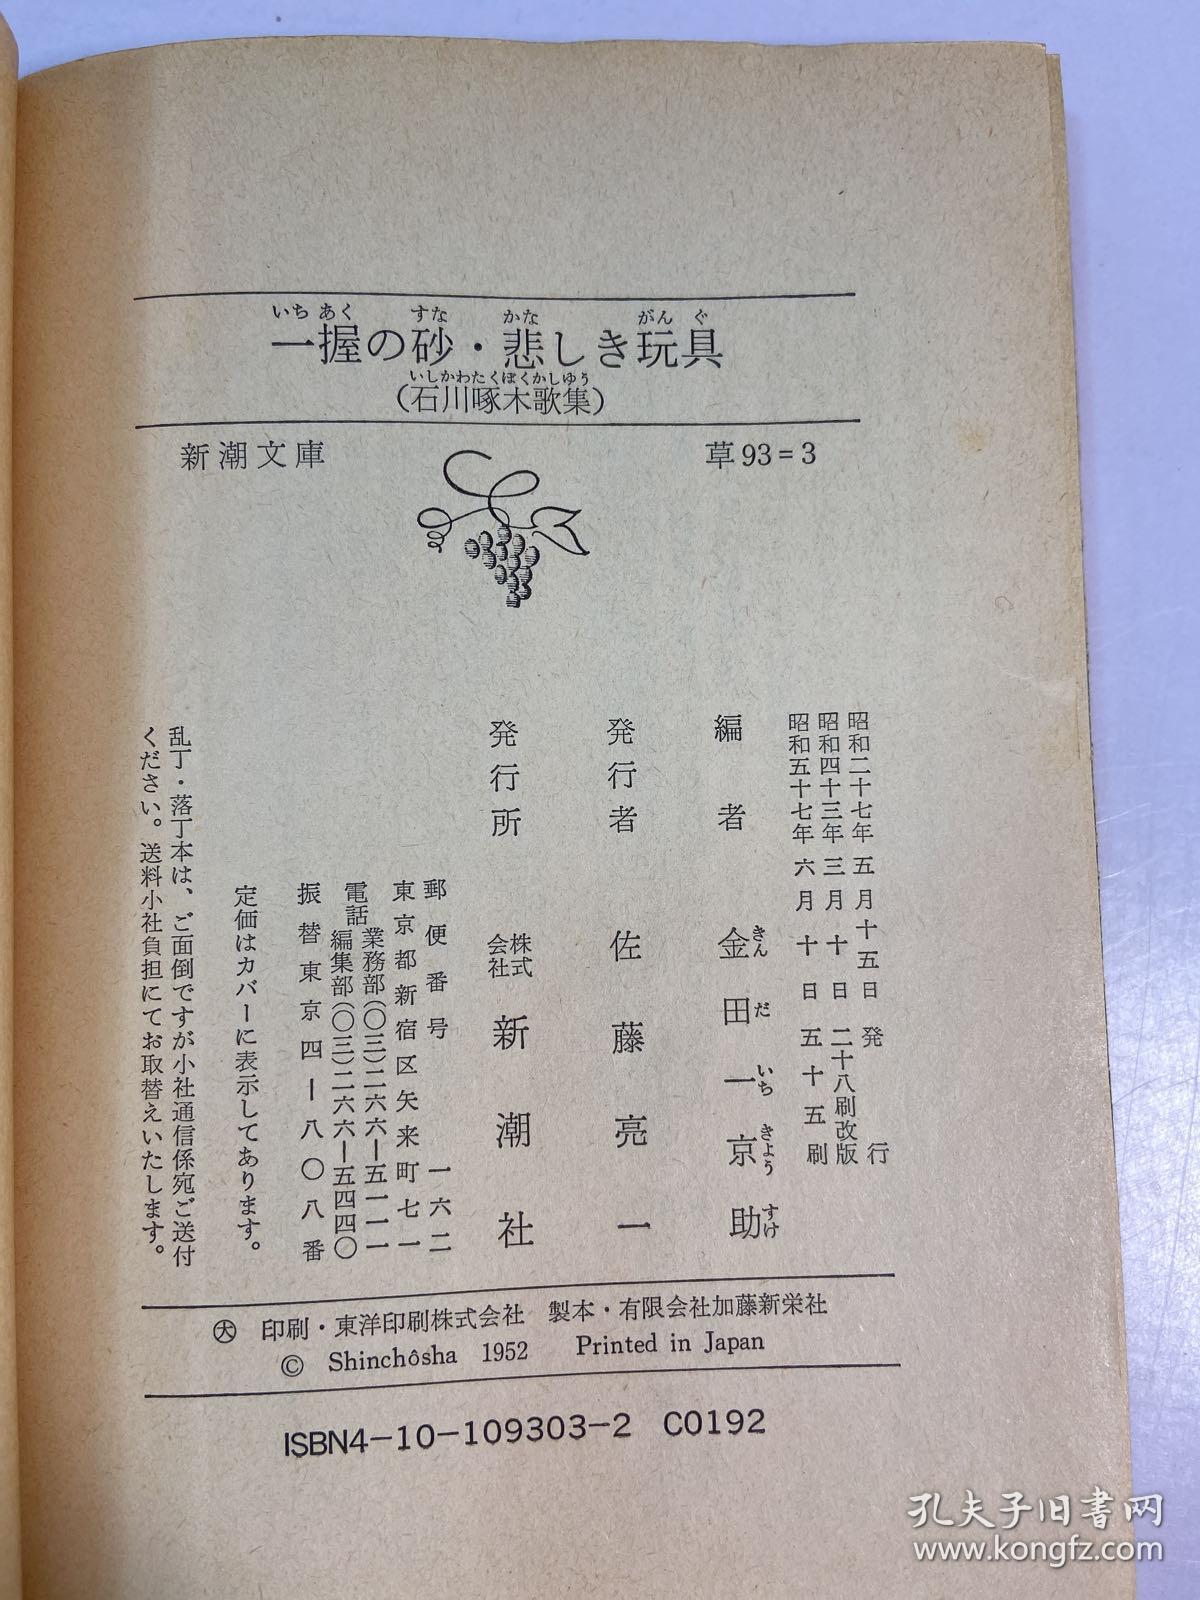 いちあく すな かな がんぐ
一握の砂・悲しき玩具
いしかわたくぼくかしゆう
（石川啄木歌集）
新潮文庫 草93=3
昭和二十七年五月十五日発行
昭和四十三年三月十日二十八刷改版
昭和五十七年六月十日五十五刷
編者 金田一京助
きんだいちきようすけ
発行者 佐藤亮一
発行所 株式会社 新潮社
郵便番号 一六二
東京都新宿区矢来町七一
電話 業務部(〇三)二六六―五一一一
編集部(〇三)二六六―五四四〇
振替東京四―八〇八番
定価はカバーに表示してあります。
乱丁・落丁本は、ご面倒ですが小社通信係宛ご送付
ください。送料小社負担にてお取替えいたします。
印刷・東洋印刷株式会社 製本・有限会社加藤新栄社
© Shinchôsha 1952 Printed in Japan
ISBN4-10-109303-2 C0192
孔夫子旧书网
www.kongfz.com